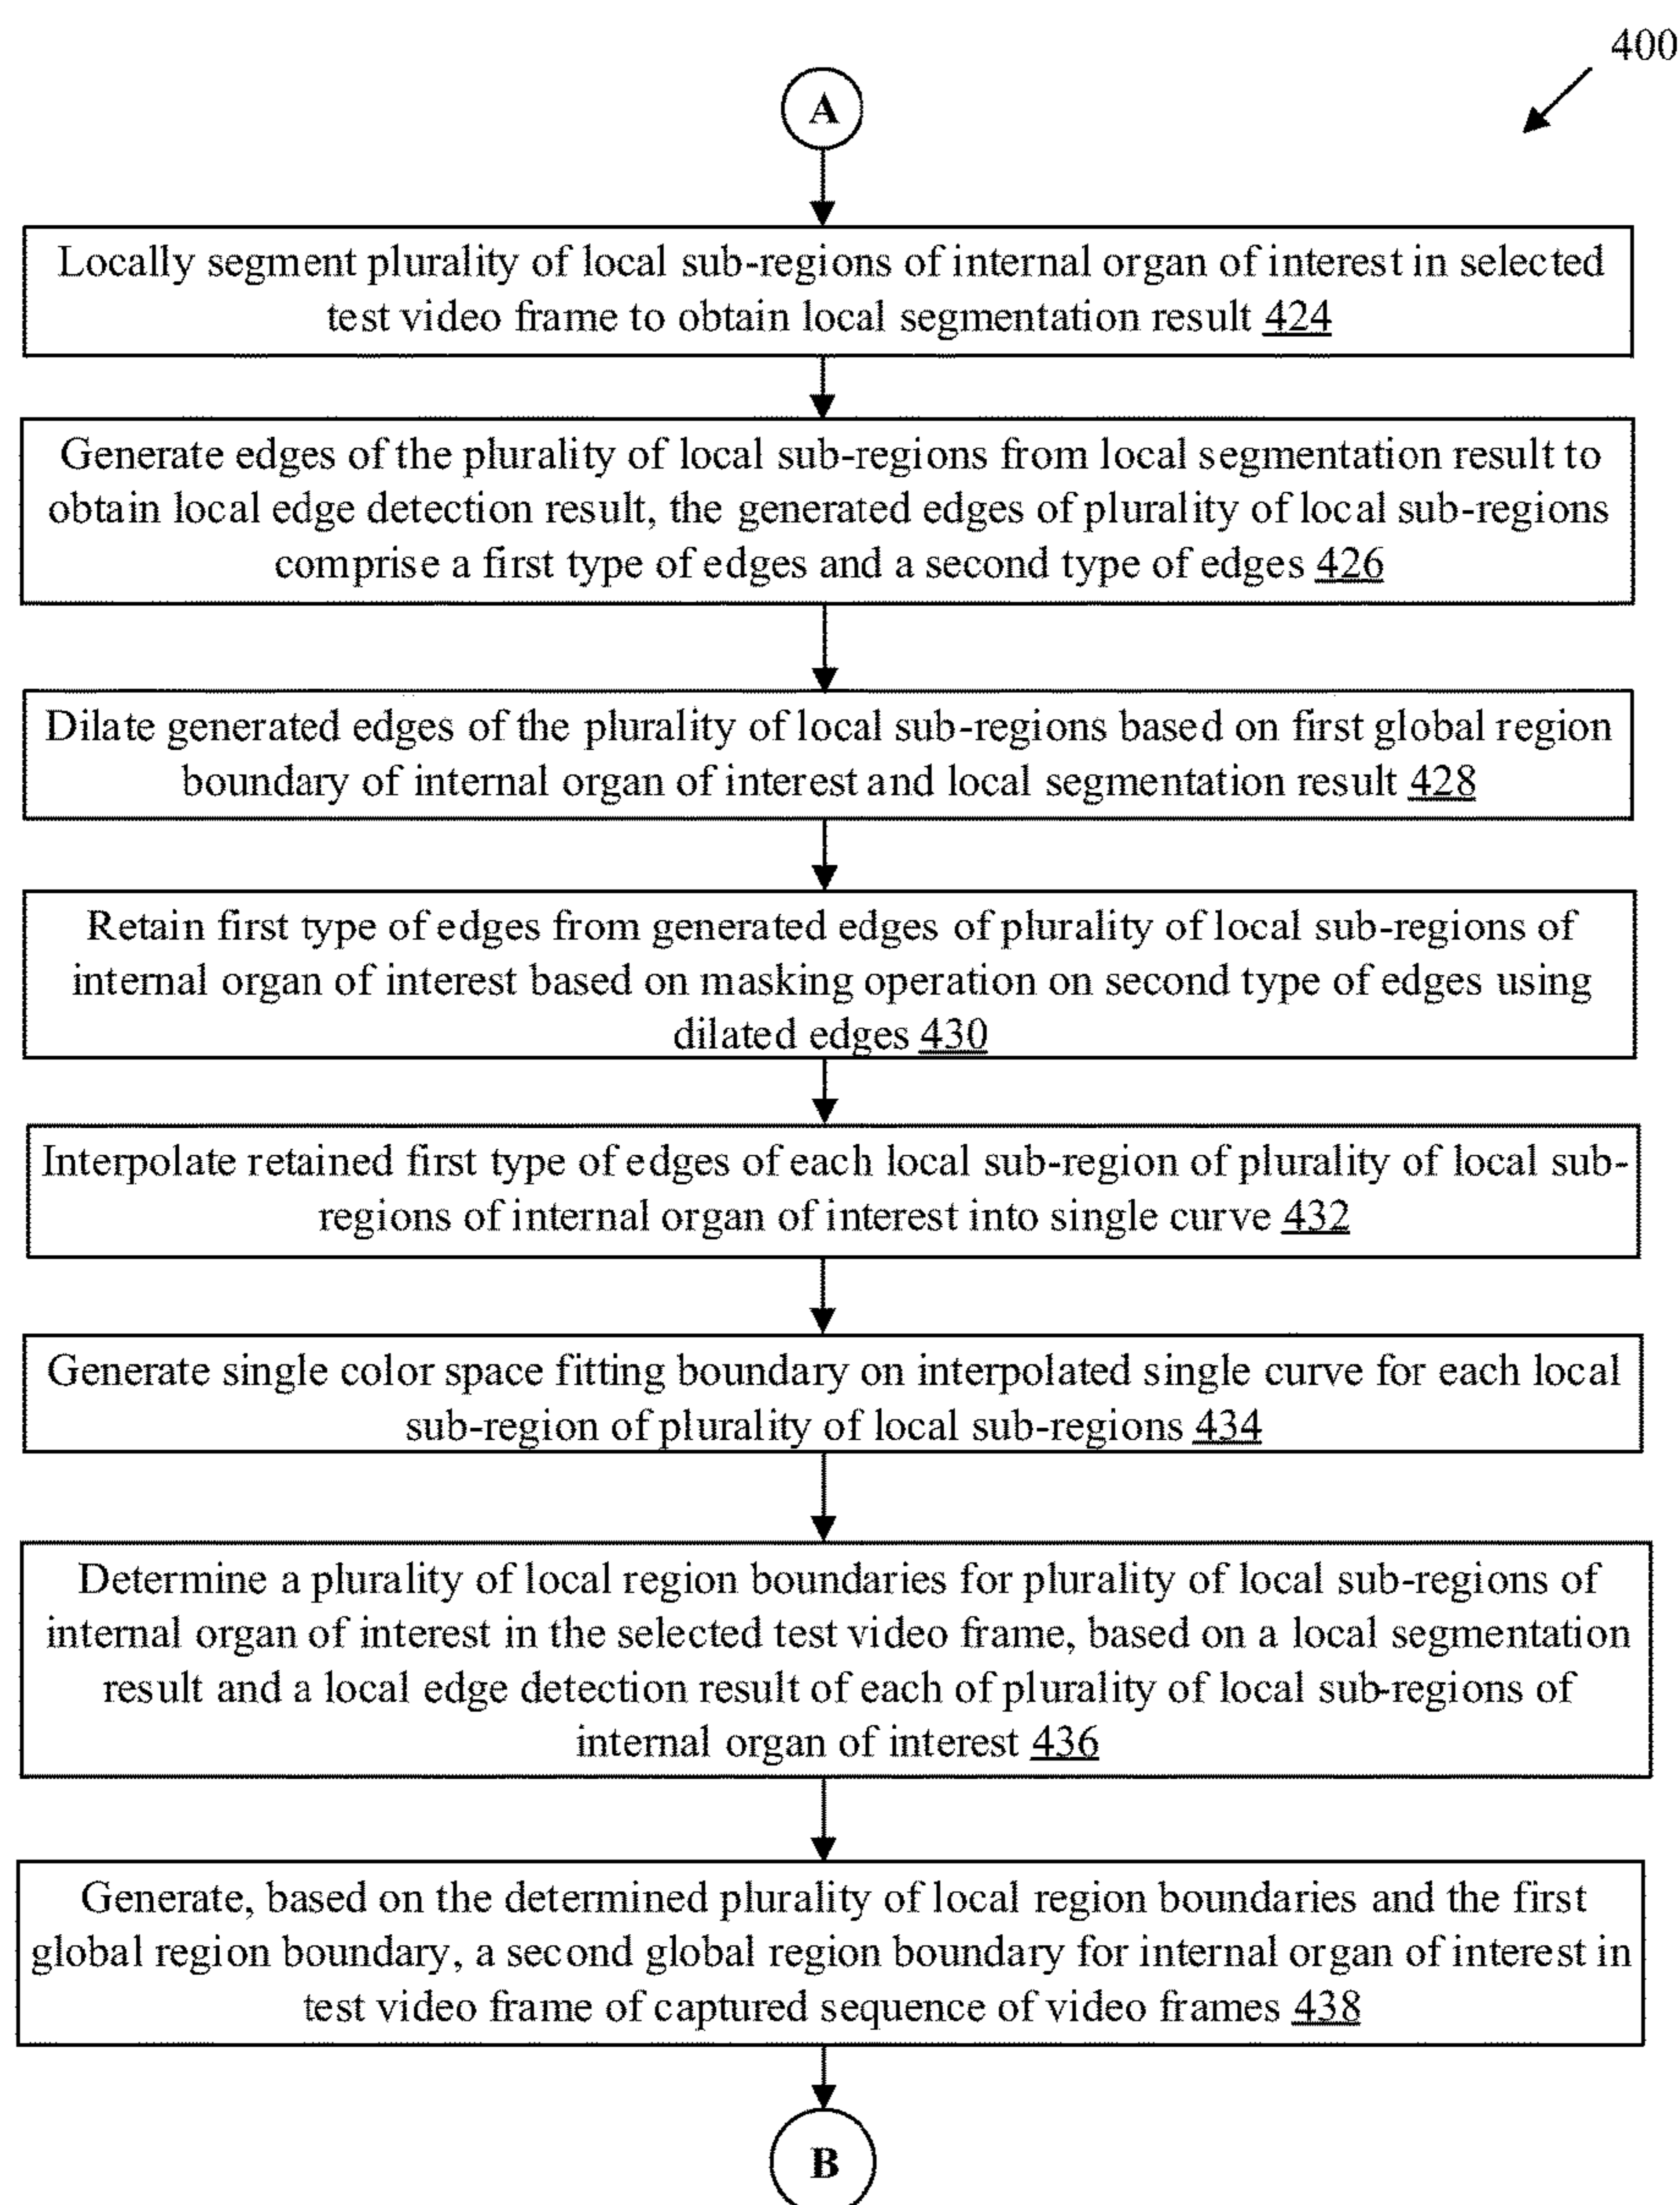 400
A
Locally segment plurality of local sub-regions of internal organ of interest in selected
test video frame to obtain local segmentation result 424
Generate edges of the plurality of local sub-regions from local segmentation result to
obtain local edge detection result, the generated edges of plurality of local sub-regions
comprise a first type of edges and a second type of edges 426
Dilate generated edges of the plurality of local sub-regions based on first global region
boundary of internal organ of interest and local segmentation result 428
Retain first type of edges from generated edges of plurality of local sub-regions of
internal organ of interest based on masking operation on second type of edges using
dilated edges 430
Interpolate retained first type of edges of each local sub-region of plurality of local sub-
regions of internal organ of interest into single curve 432
Generate single color space fitting boundary on interpolated single curve for each local
sub-region of plurality of local sub-regions 434
Determine a plurality of local region boundaries for plurality of local sub-regions of
internal organ of interest in the selected test video frame, based on a local segmentation
result and a local edge detection result of each of plurality of local sub-regions of
internal organ of interest 436
Generate, based on the determined plurality of local region boundaries and the first
global region boundary, a second global region boundary for internal organ of interest in
test video frame of captured sequence of video frames 438
B